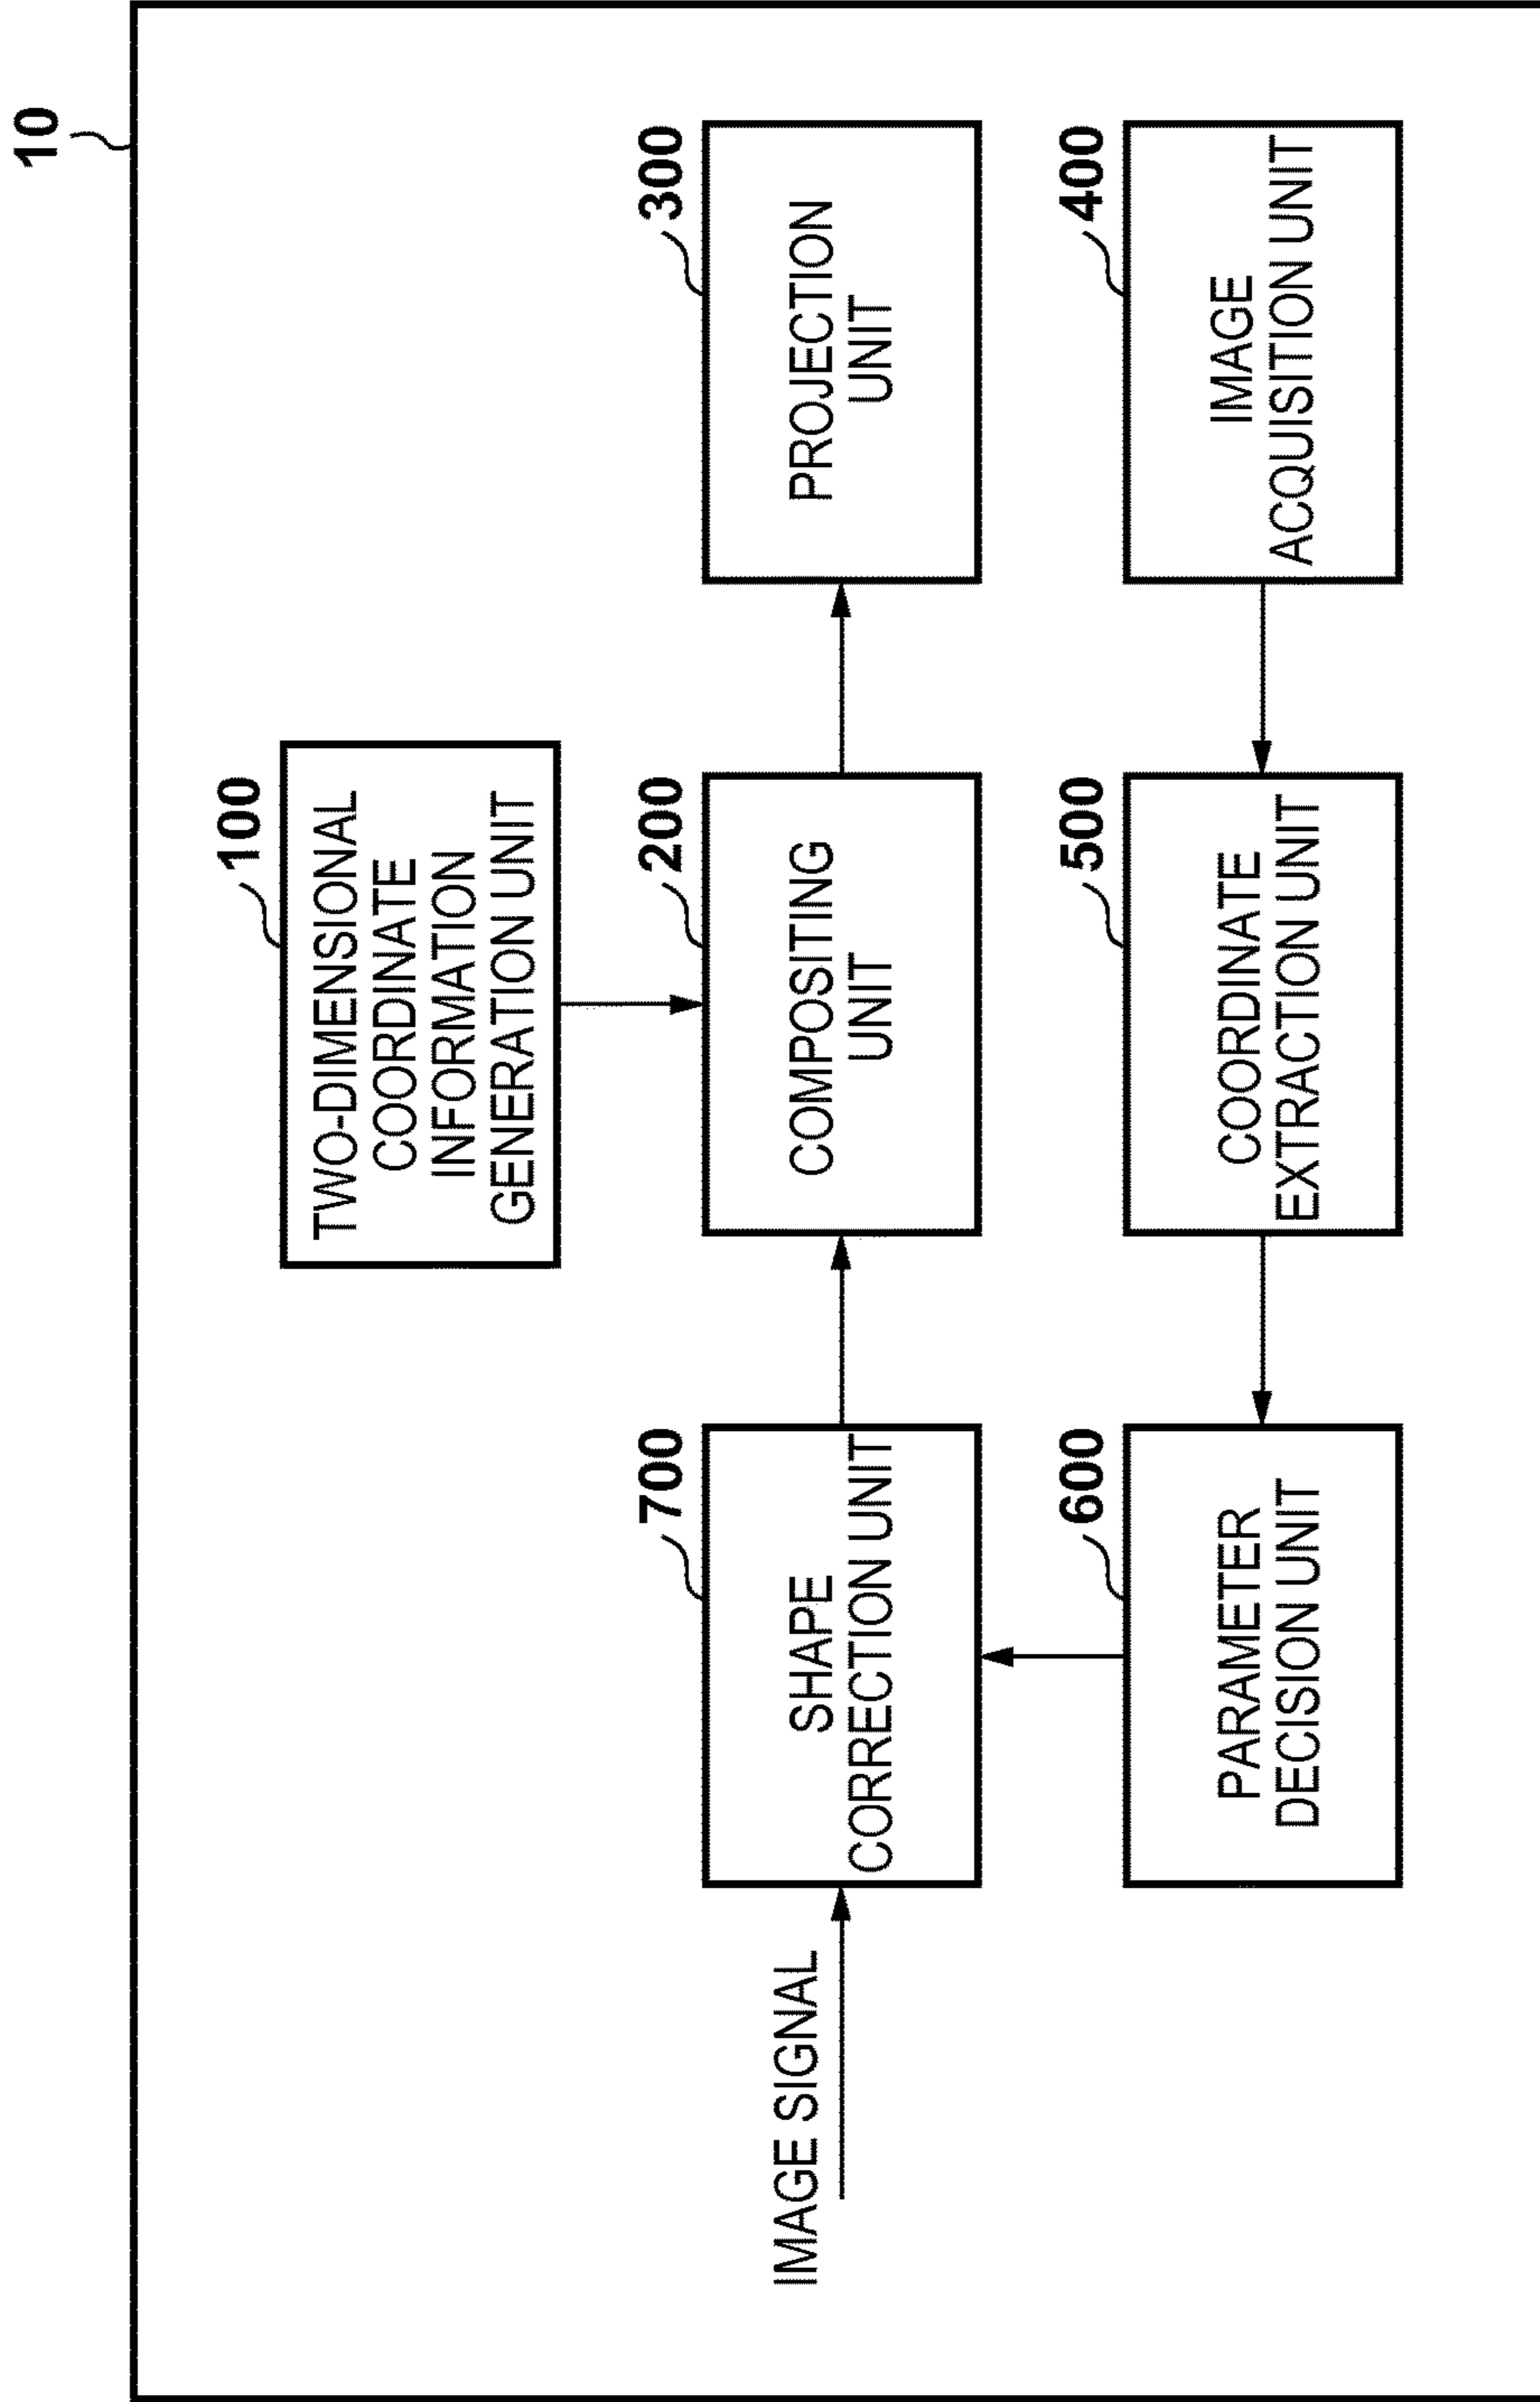 10
100
TWO-DIMENSIONAL
COORDINATE
INFORMATION
GENERATION UNIT
IMAGE SIGNAL
700
SHAPE
CORRECTION UNIT
200
COMPOSITING
UNIT
300
PROJECTION
UNIT
600
PARAMETER
DECISION UNIT
500
COORDINATE
EXTRACTION UNIT
400
IMAGE
ACQUISITION UNIT